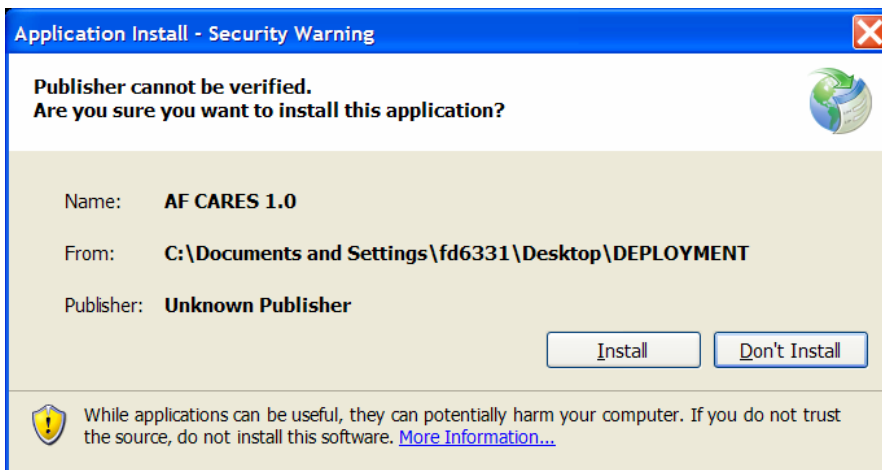 Application Install - Security Warning
Publisher cannot be verified.
Are you sure you want to install this application?
Name: AF CARES 1.0
From: C:\Documents and Settings\fd6331\Desktop\DEPLOYMENT
Publisher: Unknown Publisher
Install Don't Install
While applications can be useful, they can potentially harm your computer. If you do not trust
the source, do not install this software. More Information...